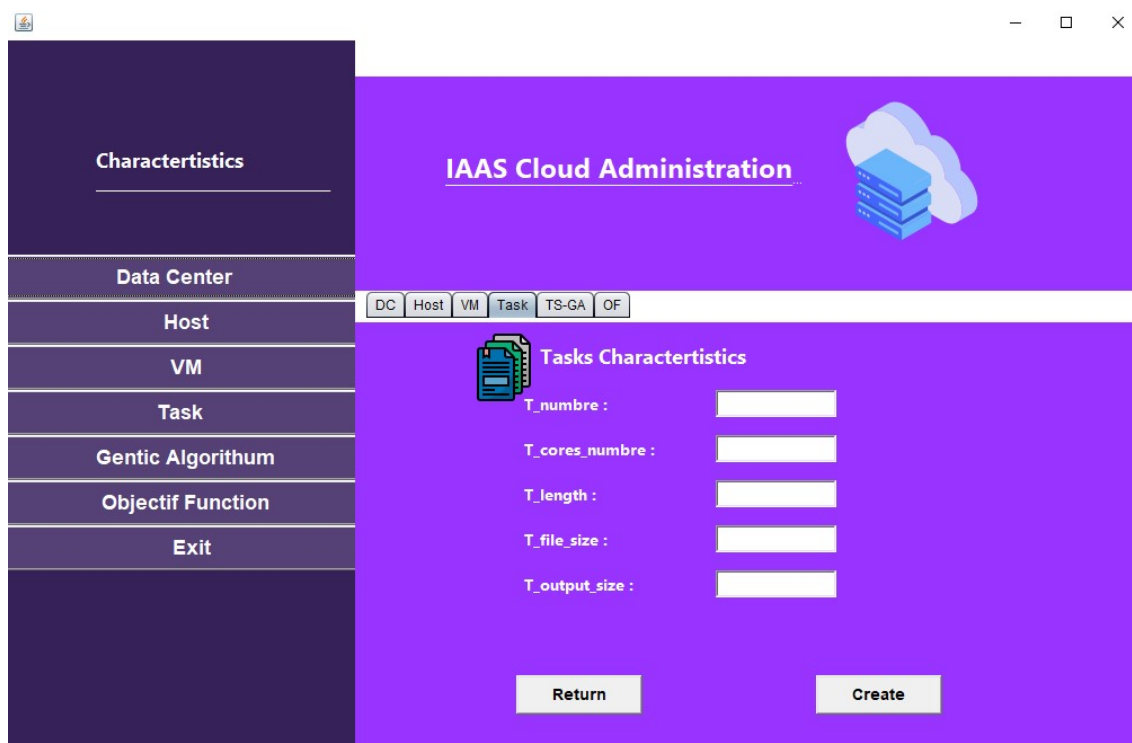 Charactertistics
Data Center
Host
VM
Task
Gentic Algorithum
Objectif Function
Exit
IAAS Cloud Administration...
DC Host VM Task TS-GA OF
Tasks Charactertistics
T_numbre :
T_cores_numbre :
T_length :
T_file_size :
T_output_size :
Return Create